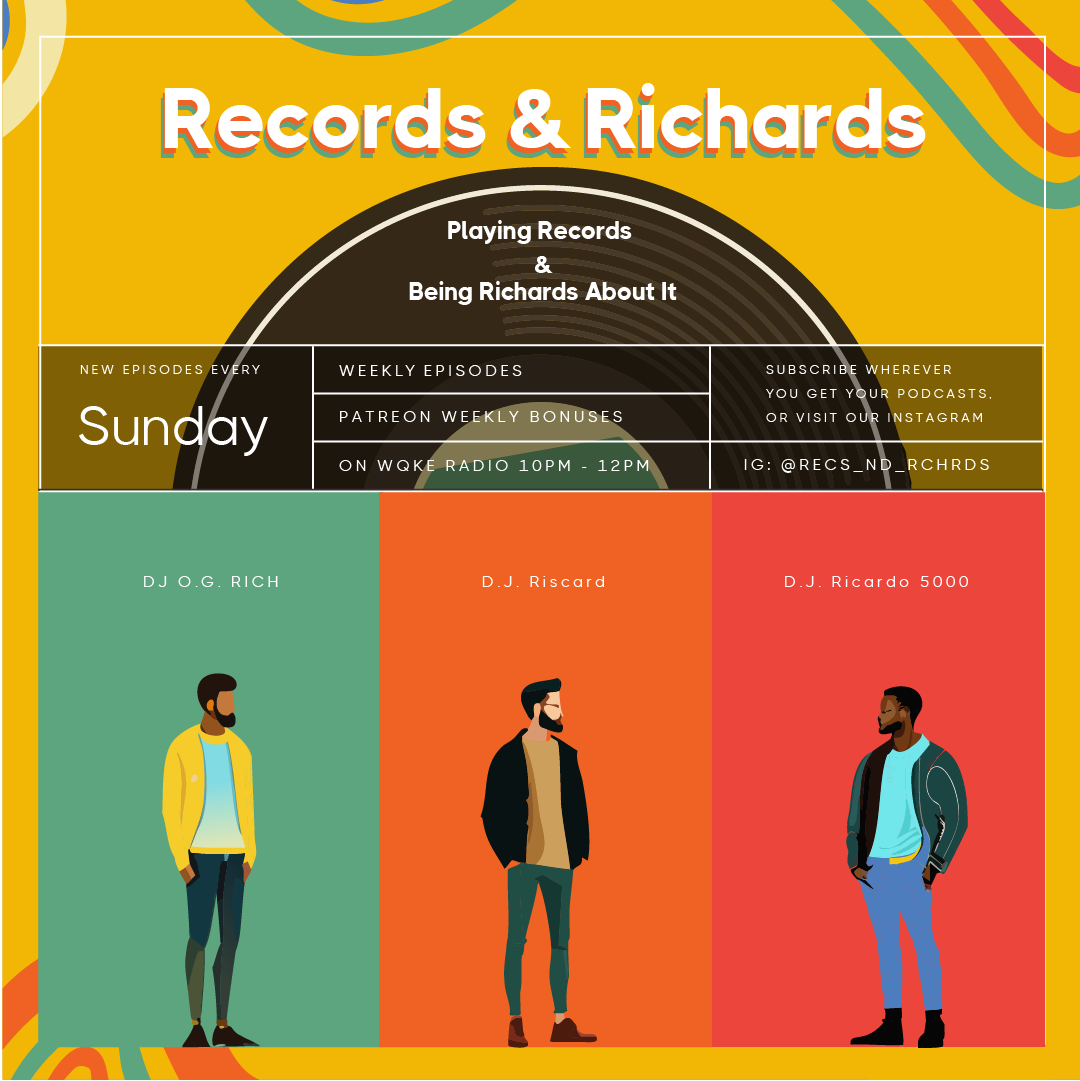 Records & Richards
Playing Records
&
Being Richards About It
NEW EPISODES EVERY
Sunday
WEEKLY EPISODES
PATREON WEEKLY BONUSES
ON WQKE RADIO 10PM - 12PM
SUBSCRIBE WHEREVER
YOU GET YOUR PODCASTS,
OR VISIT OUR INSTAGRAM
IG: @RECS_ND_RCHRDS
DJ O.G. RICH
D.J. Riscard
D.J. Ricardo 5000